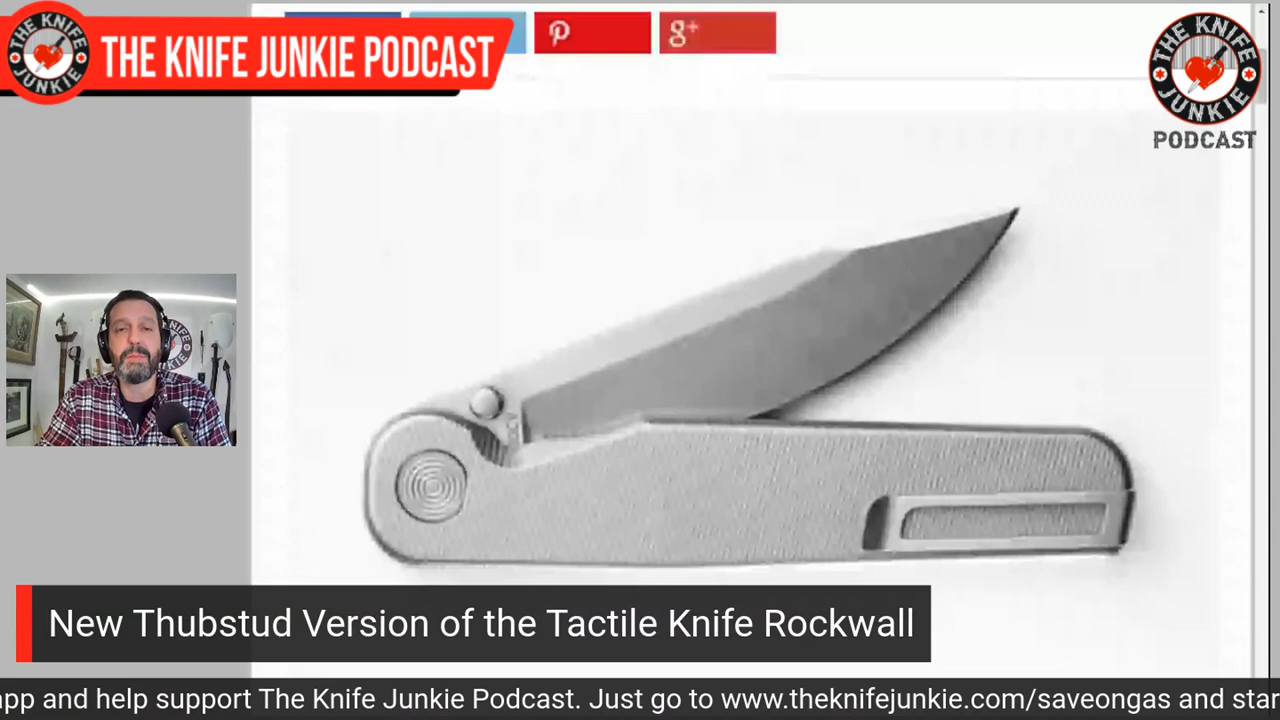 THE KNIFE JUNKIE
THE KNIFE JUNKIE PODCAST
g+
THE KNIFE JUNKIE
PODCAST
KNIFE
New Thubstud Version of the Tactile Knife Rockwall
app and help support The Knife Junkie Podcast. Just go to www.theknifejunkie.com/saveongas and star